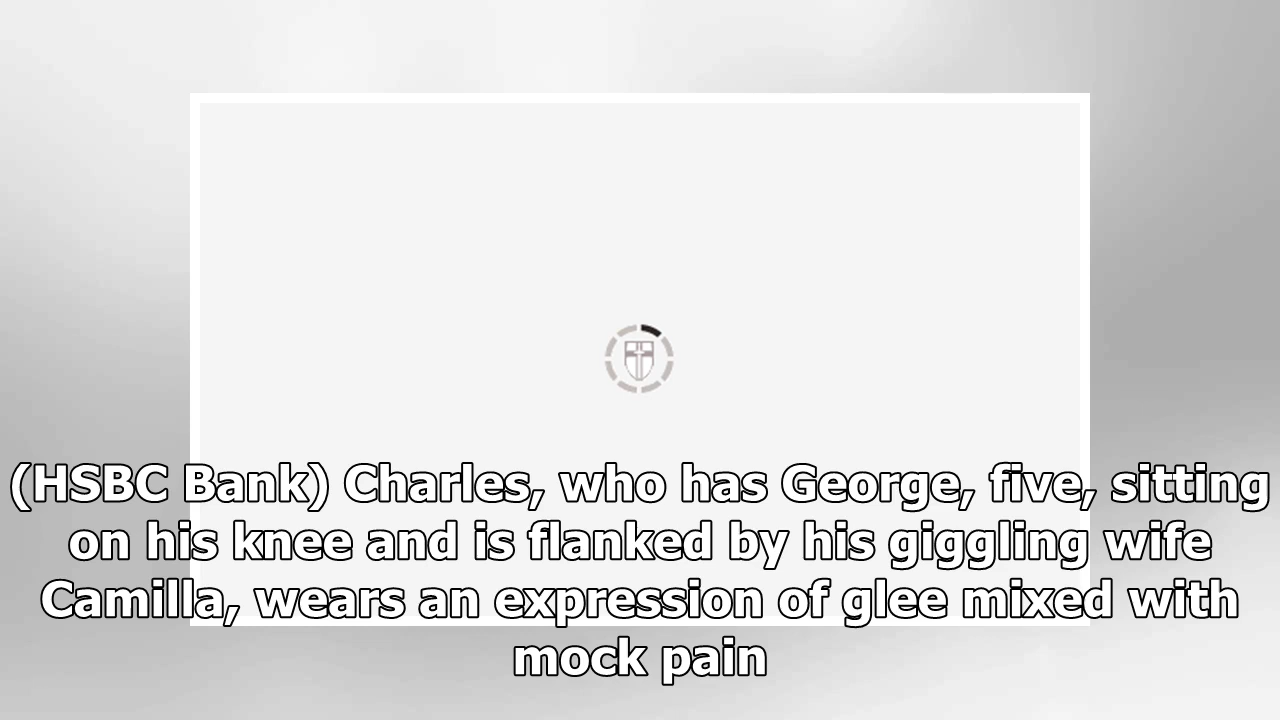 (HSBC Bank) Charles, who has George, five, sitting
on his knee and is flanked by his giggling wife
Camilla, wears an expression of glee mixed with
mock pain